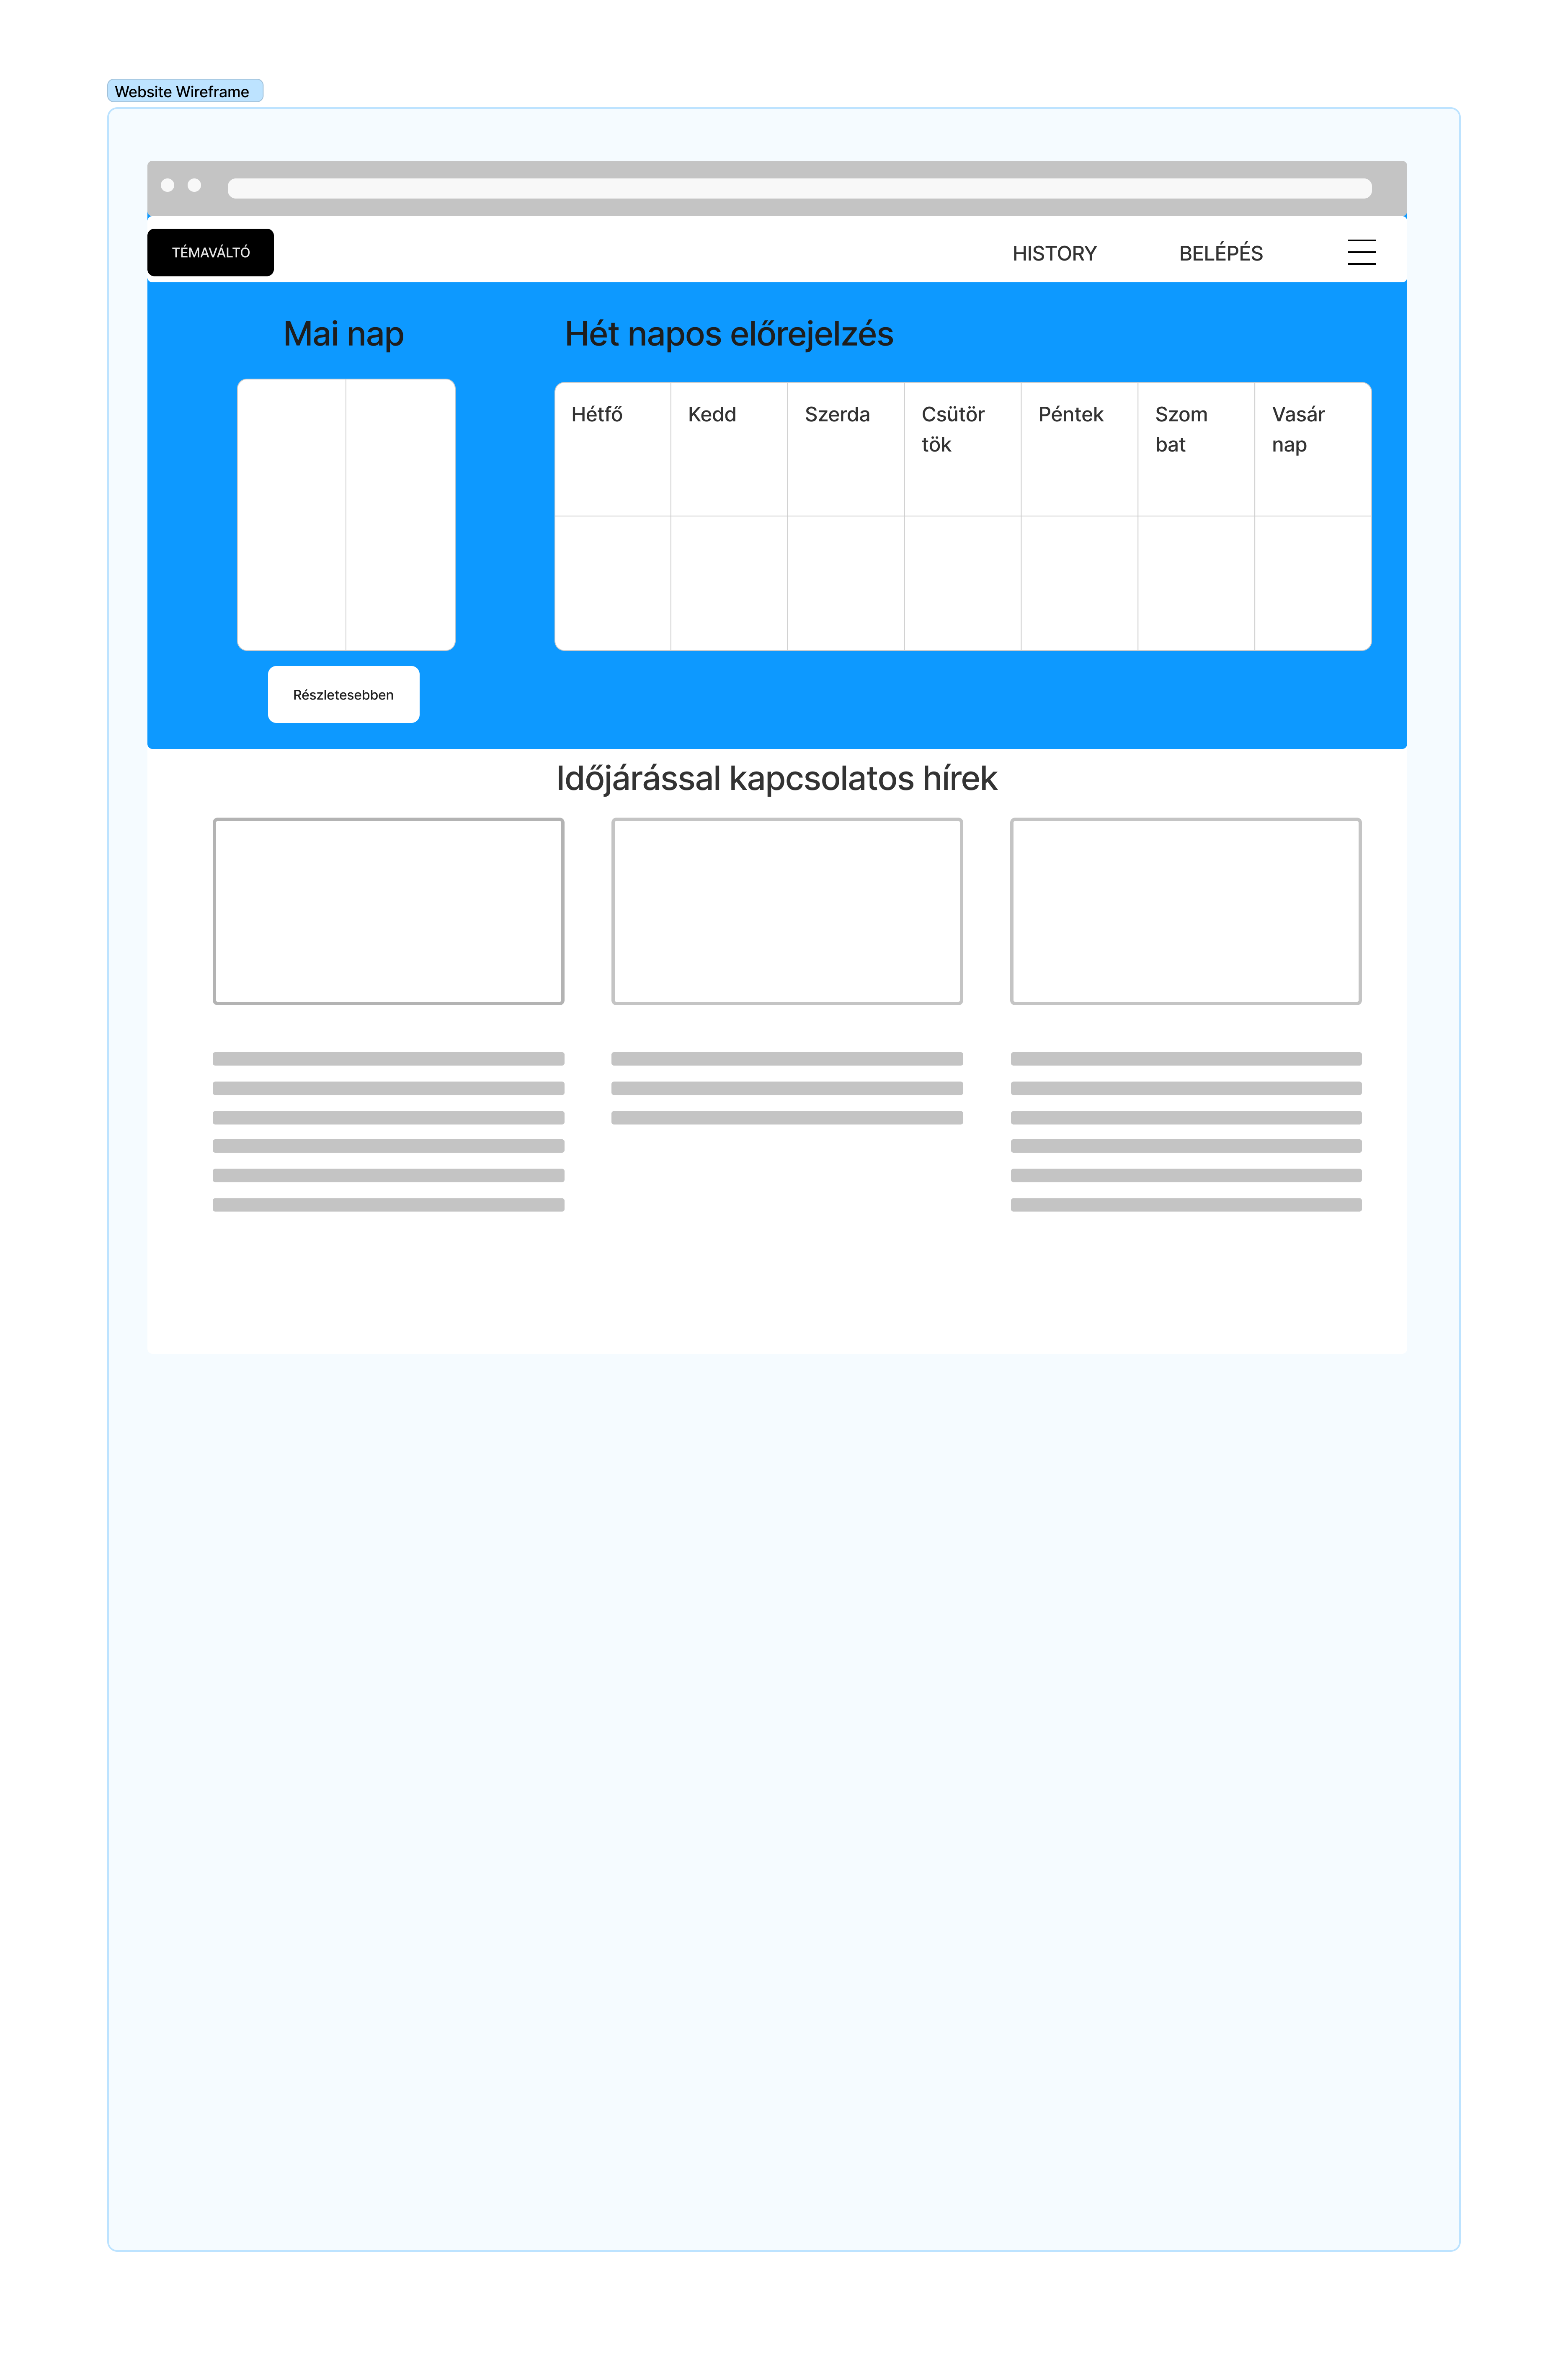 Website Wireframe
TÉMAVÁLTÓ
HISTORY
BELÉPÉS
Mai nap
Hét napos előrejelzés
Hétfő
Kedd
Szerda
Csütör
tök
Péntek
Szom
bat
Vasár
nap
Részletesebben
Időjárással kapcsolatos hírek